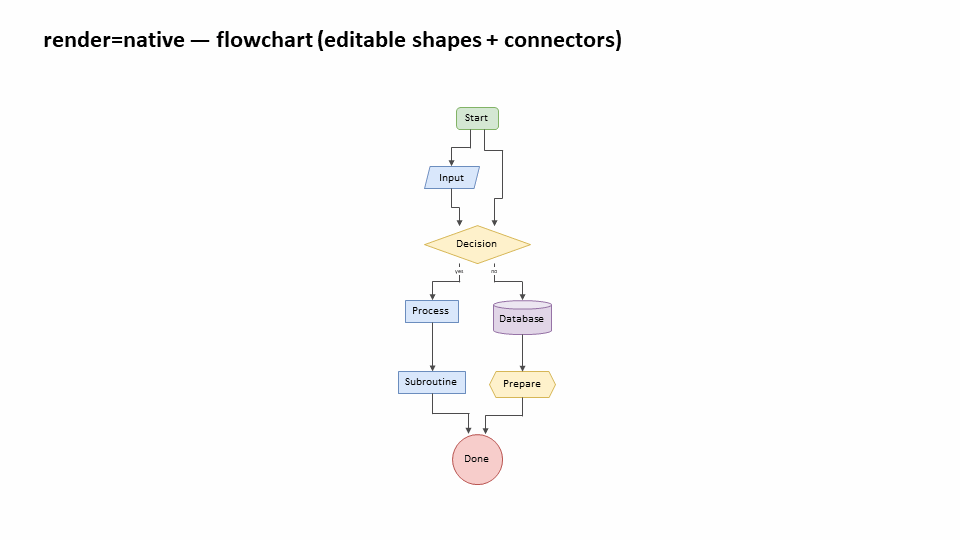 render=native — flowchart (editable shapes + connectors)
Start
Input
Decision
yes
no
Process
Database
Subroutine
Prepare
Done